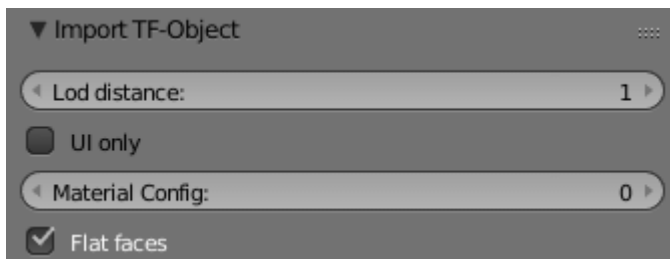 Import TF-Object
Lod distance: 1
UI only
Material Config: 0
Flat faces